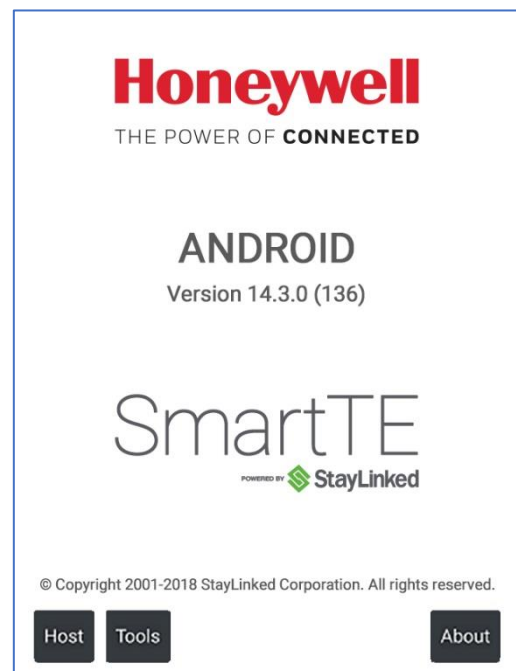 Honeywell
THE POWER OF CONNECTED
ANDROID
Version 14.3.0 (136)
SmartTE
POWERED BY StayLinked
© Copyright 2001-2018 StayLinked Corporation. All rights reserved.
Host Tools About